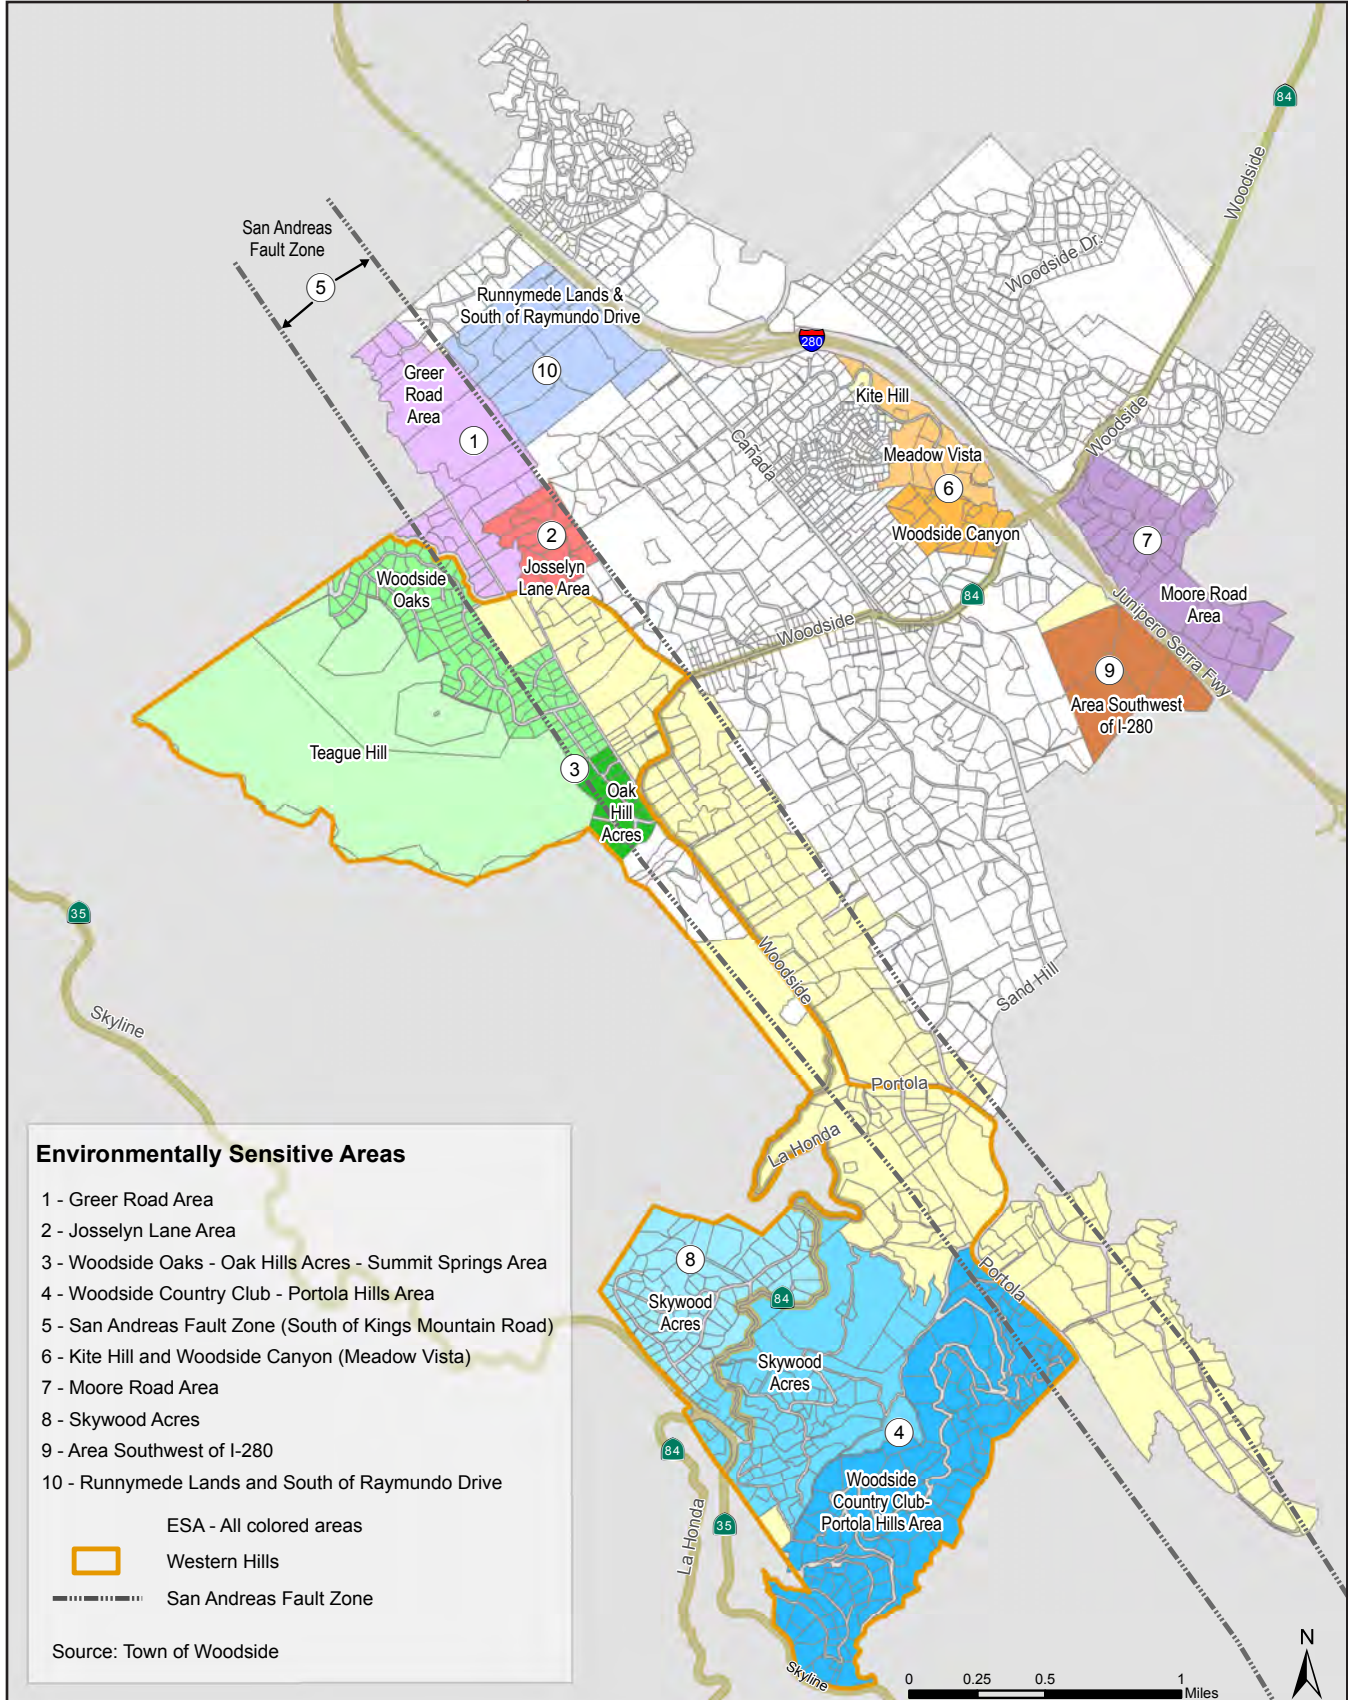 84
Woodside
Woodside Dr.
San Andreas
Fault Zone
5
Runnymede Lands &
South of Raymundo Drive
280
10
Greer
Road
Area
Kite Hill
Woodside
1
Cañada
Meadow Vista
6
2
Woodside Canyon
7
Josselyn
Lane Area
Woodside
Oaks
84
Junipero Serra Fwy
Moore Road
Area
Woodside
9
Area Southwest
of I-280
Teague Hill
3
Oak
Hill
Acres
35
Woodside
Sand Hill
Skyline
Portola
La Honda
Environmentally Sensitive Areas
1 - Greer Road Area
2 - Josselyn Lane Area
3 - Woodside Oaks - Oak Hills Acres - Summit Springs Area
4 - Woodside Country Club - Portola Hills Area
5 - San Andreas Fault Zone (South of Kings Mountain Road)
6 - Kite Hill and Woodside Canyon (Meadow Vista)
7 - Moore Road Area
8 - Skywood Acres
9 - Area Southwest of I-280
10 - Runnymede Lands and South of Raymundo Drive
ESA - All colored areas
Western Hills
San Andreas Fault Zone
Source: Town of Woodside
8
Portola
84
Skywood
Acres
Skywood
Acres
4
84
Woodside
Country Club-
Portola Hills Area
35
La Honda
Skyline
N
0 0.25 0.5 1
Miles